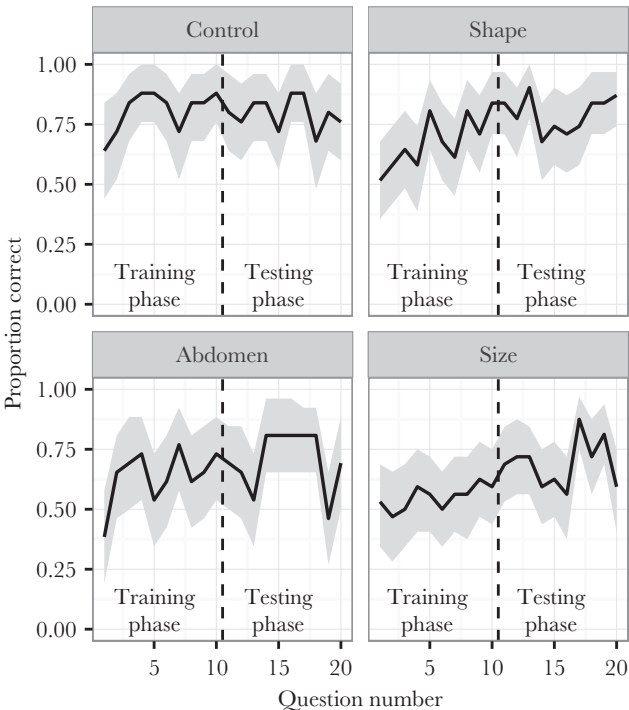 Control
Shape
1.00
0.75
0.50
0.25
0.00
Training
phase
Testing
phase
Training
phase
Testing
phase
Abdomen
Size
1.00
0.75
0.50
0.25
0.00
Training
phase
Testing
phase
Training
phase
Testing
phase
5 10 15 20
5 10 15 20
Proportion correct
Question number